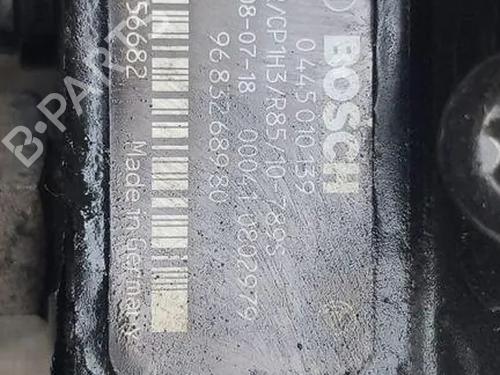 BOSCH
0 445 010 139
/CP1H3/R85/10-789S
08-07-18 00041 0802979
96 832 689 80
56682
Made in Germany
B-PARTS